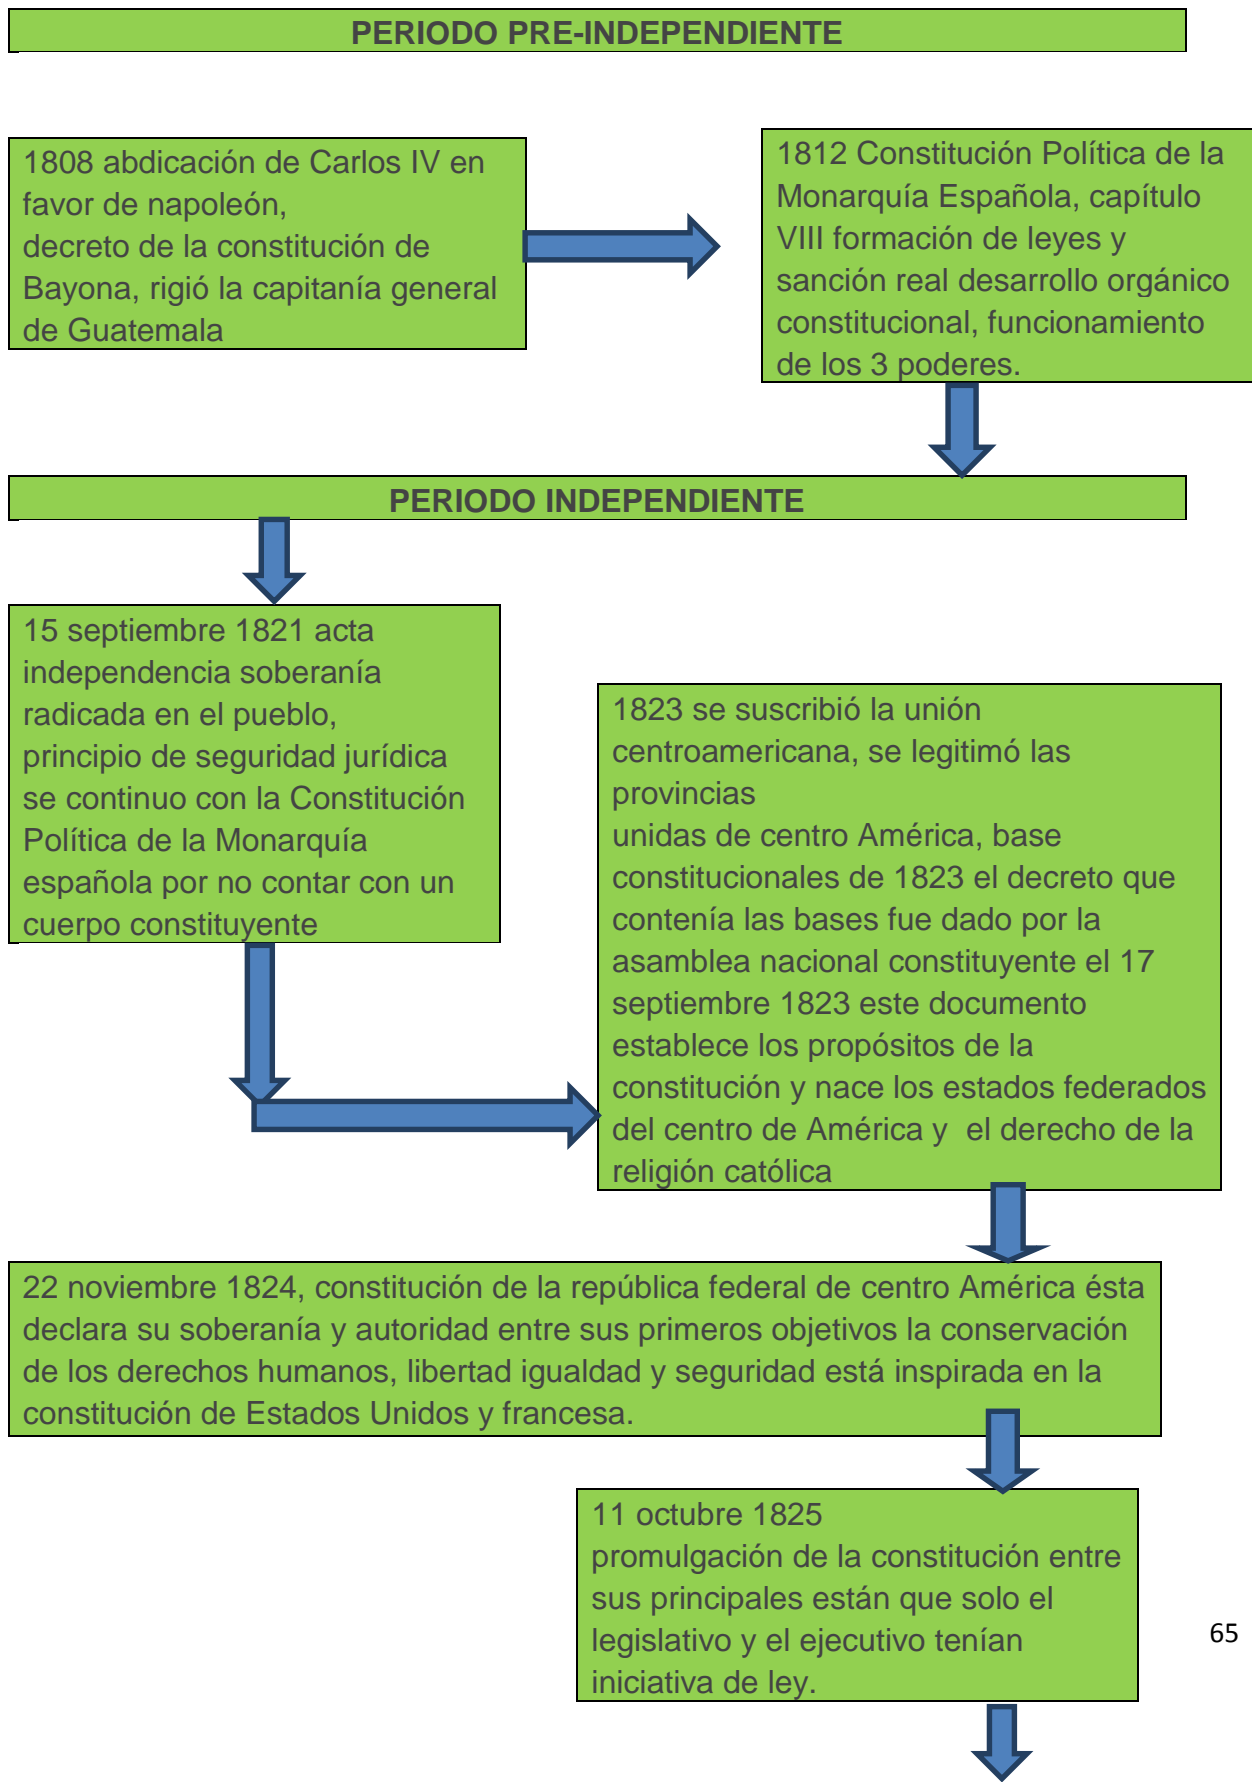 PERIODO PRE-INDEPENDIENTE
1808 abdicación de Carlos IV en
favor de napoleón,
decreto de la constitución de
Bayona, rigió la capitanía general
de Guatemala
1812 Constitución Política de la
Monarquía Española, capítulo
VIII formación de leyes y
sanción real desarrollo orgánico
constitucional, funcionamiento
de los 3 poderes.
PERIODO INDEPENDIENTE
15 septiembre 1821 acta
independencia soberanía
radicada en el pueblo,
principio de seguridad jurídica
se continuo con la Constitución
Política de la Monarquía
española por no contar con un
cuerpo constituyente
1823 se suscribió la unión
centroamericana, se legitimó las
provincias
unidas de centro América, base
constitucionales de 1823 el decreto que
contenía las bases fue dado por la
asamblea nacional constituyente el 17
septiembre 1823 este documento
establece los propósitos de la
constitución y nace los estados federados
del centro de América y  el derecho de la
religión católica
22 noviembre 1824, constitución de la república federal de centro América ésta
declara su soberanía y autoridad entre sus primeros objetivos la conservación
de los derechos humanos, libertad igualdad y seguridad está inspirada en la
constitución de Estados Unidos y francesa.
11 octubre 1825
promulgación de la constitución entre
sus principales están que solo el
legislativo y el ejecutivo tenían
iniciativa de ley.
65